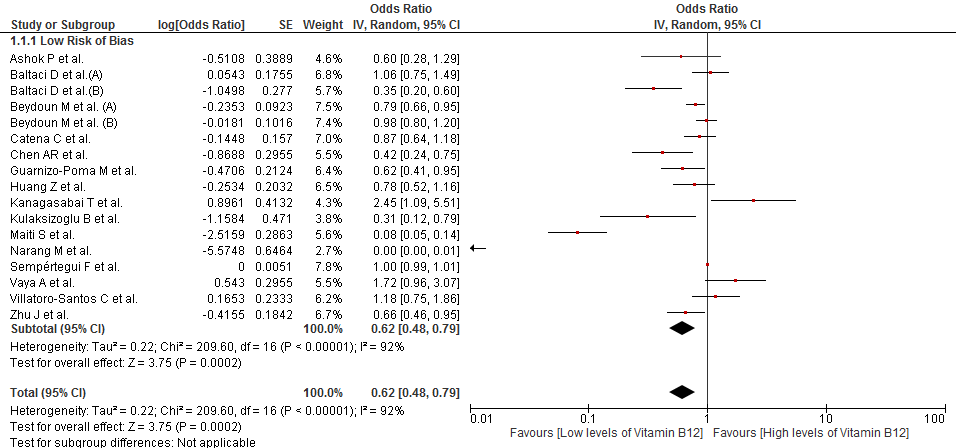 Odds Ratio Odds Ratio
Study or Subgroup log[Odds Ratio] SE Weight IV, Random, 95% CI IV, Random, 95% CI
1.1.1 Low Risk of Bias
Ashok P et al. -0.5108 0.3889 4.6% 0.60 [0.28, 1.29]
Baltaci D et al.(A) 0.0543 0.1755 6.8% 1.06 [0.75, 1.49]
Baltaci D et al.(B) -1.0498 0.277 5.7% 0.35 [0.20, 0.60]
Beydoun M et al. (A) -0.2353 0.0923 7.5% 0.79 [0.66, 0.95]
Beydoun M et al. (B) -0.0181 0.1016 7.5% 0.98 [0.80, 1.20]
Catena C et al. -0.1448 0.157 7.0% 0.87 [0.64, 1.18]
Chen AR et al. -0.8688 0.2955 5.5% 0.42 [0.24, 0.75]
Guarnizo-Poma M et al. -0.4706 0.2124 6.4% 0.62 [0.41, 0.95]
Huang Z et al. -0.2534 0.2032 6.5% 0.78 [0.52, 1.16]
Kanagasabai T et al. 0.8961 0.4132 4.3% 2.45 [1.09, 5.51]
Kulaksizoglu B et al. -1.1584 0.471 3.8% 0.31 [0.12, 0.79]
Maiti S et al. -2.5159 0.2863 5.6% 0.08 [0.05, 0.14]
Narang M et al. -5.5748 0.6464 2.7% 0.00 [0.00, 0.01]
Sempértegui F et al. 0 0.0051 7.8% 1.00 [0.99, 1.01]
Vaya A et al. 0.543 0.2955 5.5% 1.72 [0.96, 3.07]
Villatoro-Santos C et al. 0.1653 0.2333 6.2% 1.18 [0.75, 1.86]
Zhu J et al. -0.4155 0.1842 6.7% 0.66 [0.46, 0.95]
Subtotal (95% CI) 100.0% 0.62 [0.48, 0.79]
Heterogeneity: Tau² = 0.22; Chi² = 209.60, df = 16 (P < 0.00001); I² = 92%
Test for overall effect: Z = 3.75 (P = 0.0002)
Total (95% CI) 100.0% 0.62 [0.48, 0.79]
Heterogeneity: Tau² = 0.22; Chi² = 209.60, df = 16 (P < 0.00001); I² = 92%
Test for overall effect: Z = 3.75 (P = 0.0002)
Test for subgroup differences: Not applicable
0.01 0.1 1 10 100
Favours [Low levels of Vitamin B12] Favours [High levels of Vitamin B12]